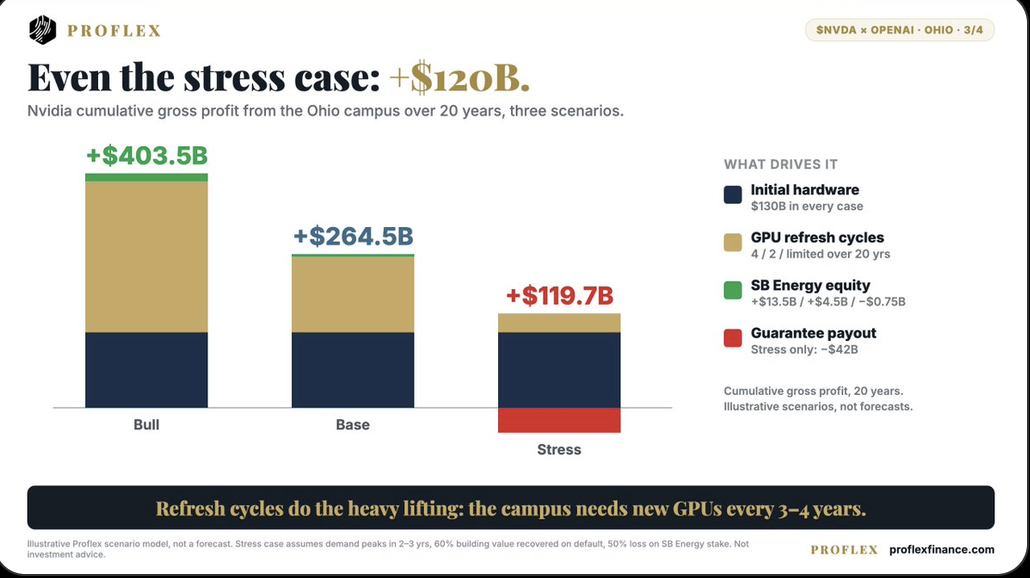 PROFLEX
$NVDA × OPENAI · OHIO · 3/4
Even the stress case: +$120B.
Nvidia cumulative gross profit from the Ohio campus over 20 years, three scenarios.
+$403.5B
+$264.5B
+$119.7B
Bull
Base
Stress
WHAT DRIVES IT
Initial hardware
$130B in every case
GPU refresh cycles
4 / 2 / limited over 20 yrs
SB Energy equity
+$13.5B / +$4.5B / −$0.75B
Guarantee payout
Stress only: −$42B
Cumulative gross profit, 20 years.
Illustrative scenarios, not forecasts.
Refresh cycles do the heavy lifting: the campus needs new GPUs every 3–4 years.
Illustrative Proflex scenario model, not a forecast. Stress case assumes demand peaks in 2–3 yrs, 60% building value recovered on default, 50% loss on SB Energy stake. Not
investment advice.
PROFLEX proflexfinance.com